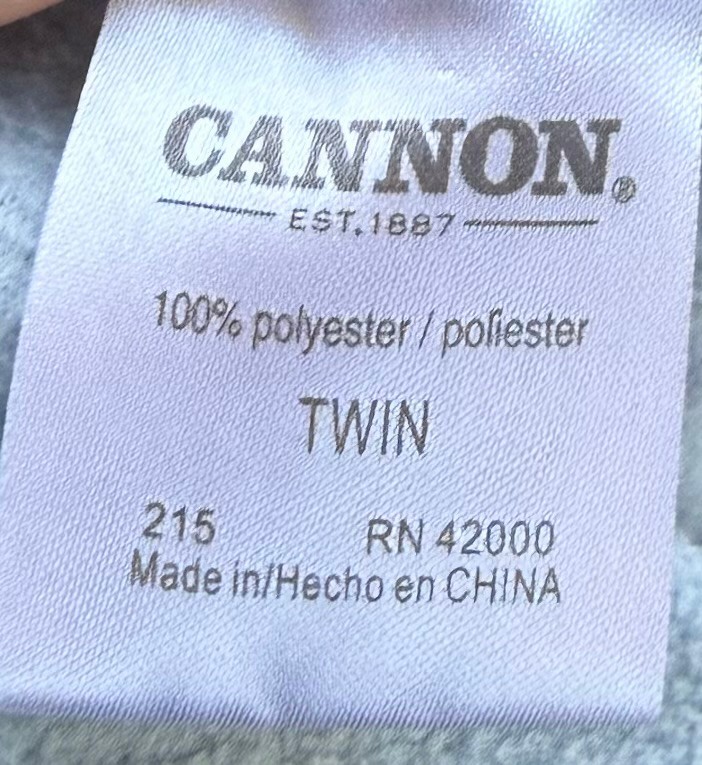 CANNON®
EST. 1887
100% polyester / poliester
TWIN
215 RN 42000
Made in/Hecho en CHINA